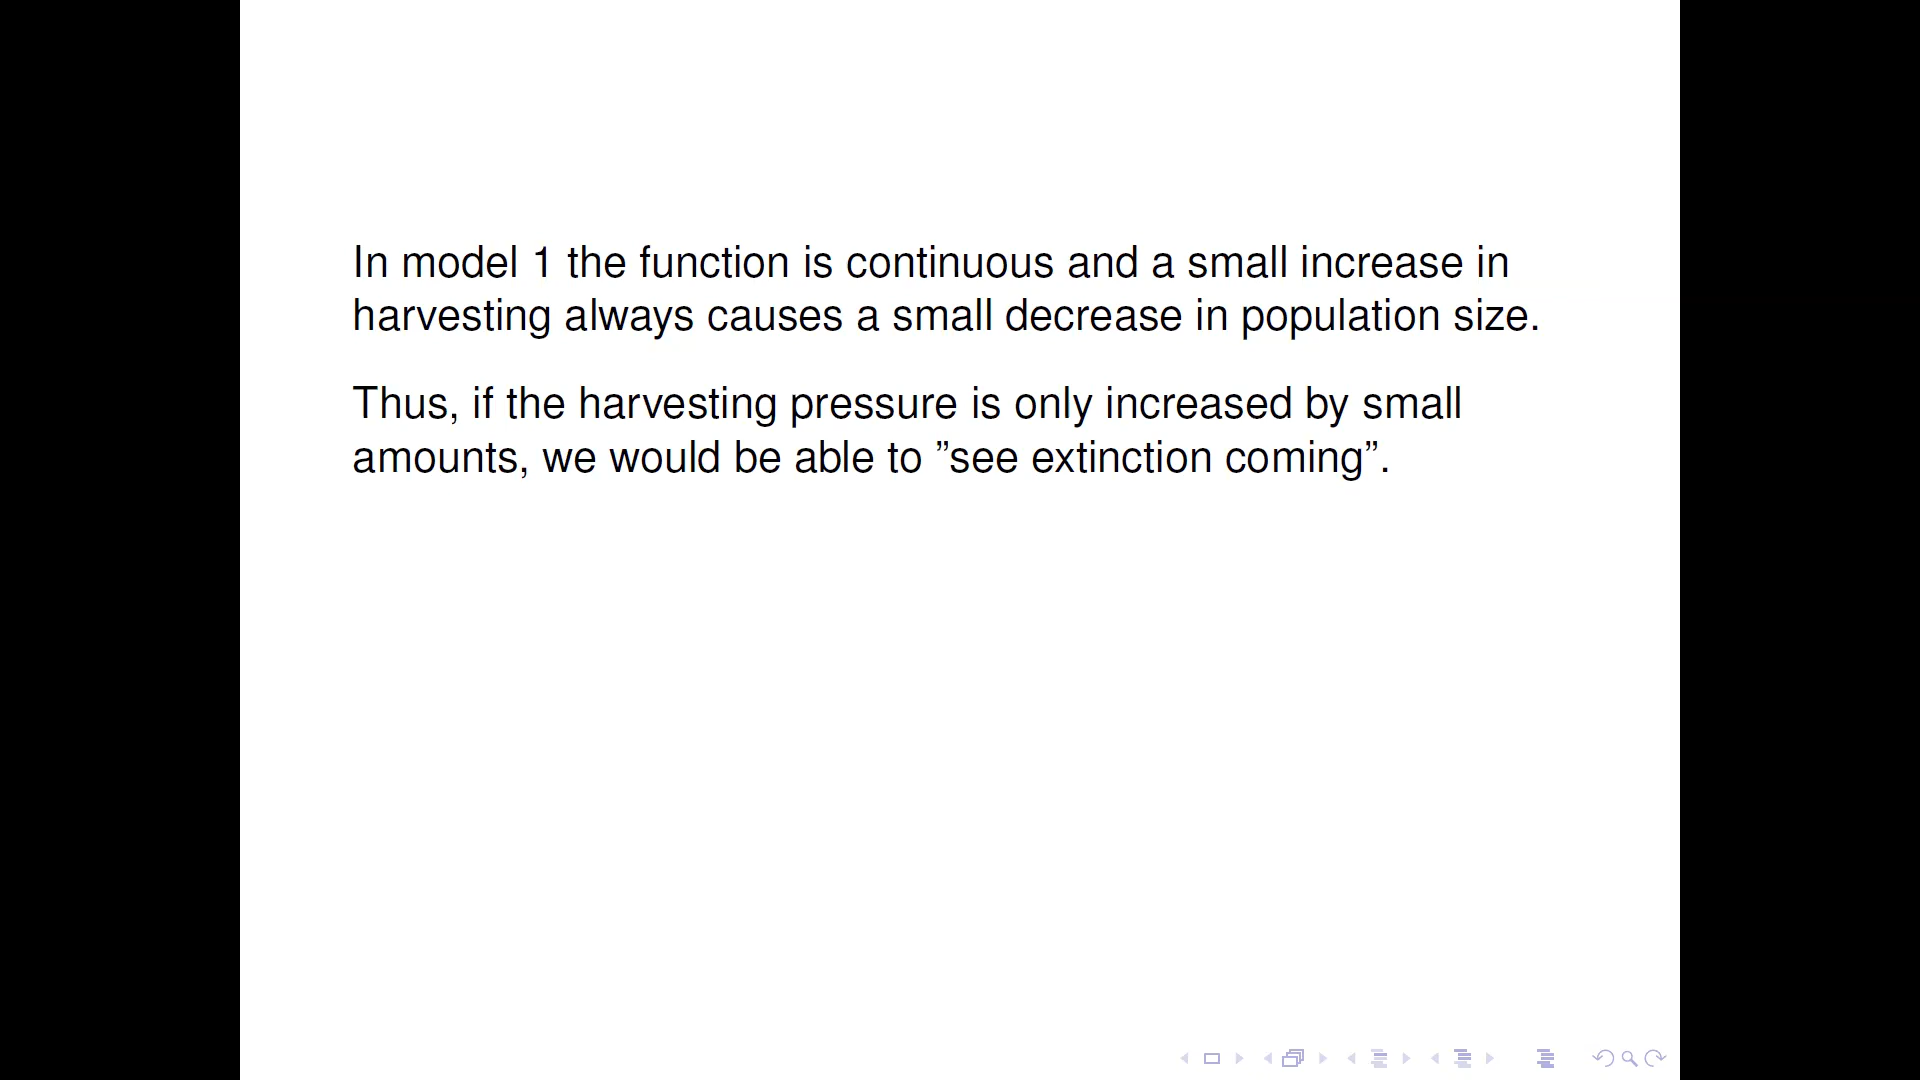 In model 1 the function is continuous and a small increase in
harvesting always causes a small decrease in population size.
Thus, if the harvesting pressure is only increased by small
amounts, we would be able to ”see extinction coming”.